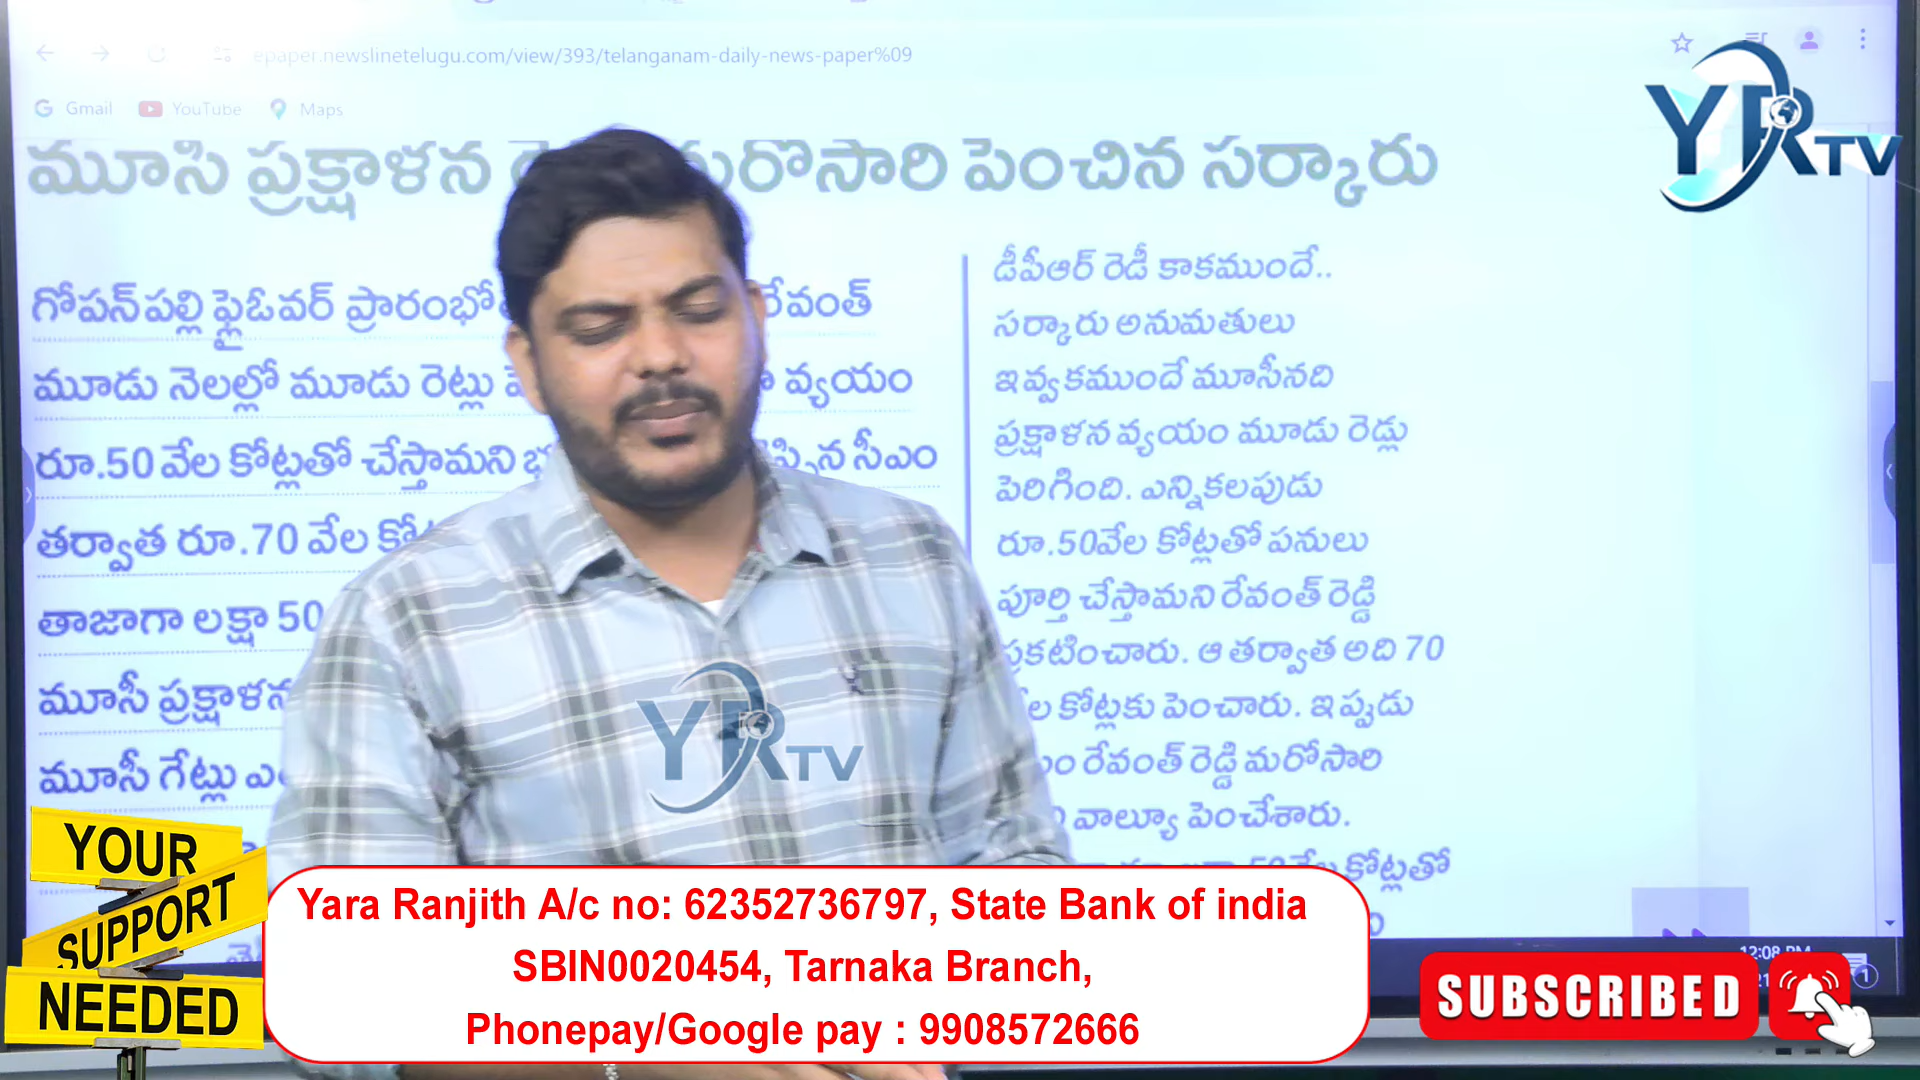 epaper.newslinetelugu.com/view/393/telanganam-daily-news-paper%09
Gmail YouTube Maps
YRTV
మూసి ప్రక్షాళన మరోసారి పెంచిన సర్కారు
గోపన్‌పల్లి ఫ్లైఓవర్ రేవంత్
మూడు నెలల్లో మూడు రెట్లు వ్యయం
రూ.50 వేల కోట్లతో చేస్తామని సీఎం
తర్వాత రూ.70 వేల
తాజాగా లక్షా 50
మూసీ ప్రక్షాళన
మూసీ గేట్లు
డీపీఆర్ రెడీ కాకముందే..
సర్కారు అనుమతులు
ఇవ్వకముందే మూసీనది
ప్రక్షాళన వ్యయం మూడు రెడ్లు
పెరిగింది. ఎన్నికలపుడు
రూ.50వేల కోట్లతో పనులు
పూర్తి చేస్తామని రేవంత్ రెడ్డి
ప్రకటించారు. ఆ తర్వాత అది 70
వేల కోట్లకు పెంచారు. ఇప్పుడు
రేవంత్ రెడ్డి మరోసారి
వాల్యూ పెంచేశారు.
కోట్లతో
YRTV
YOUR
SUPPORT
NEEDED
Yara Ranjith A/c no: 62352736797, State Bank of india
SBIN0020454, Tarnaka Branch,
Phonepay/Google pay : 9908572666
12:08 PM
SUBSCRIBED